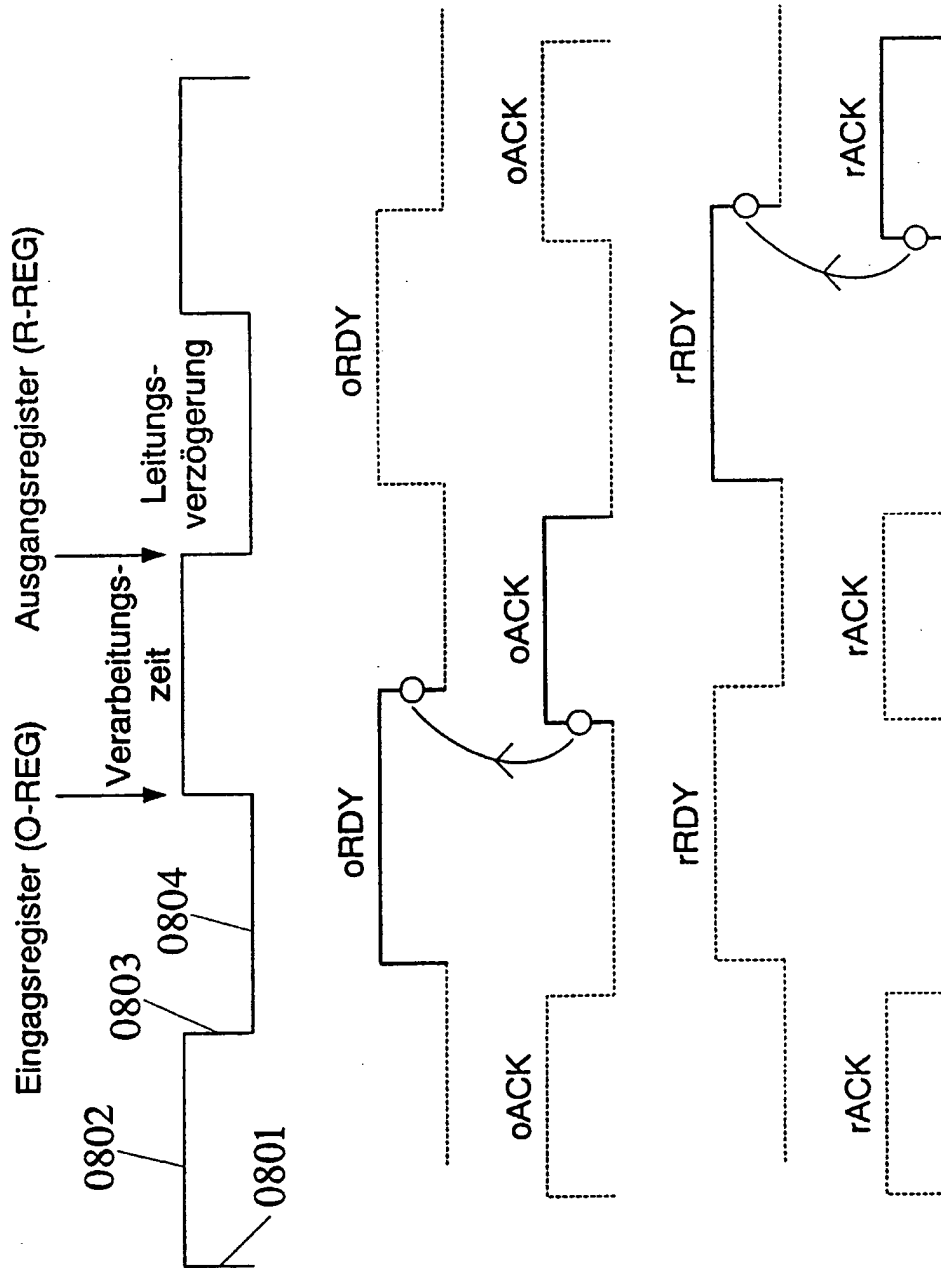 Eingagsregister (O-REG)
Ausgangsregister (R-REG)
Verarbeitungs-
zeit
Leitungs-
verzögerung
0801
0802
0803
0804
oRDY
oRDY
oACK
oACK
oACK
rRDY
rRDY
rACK
rACK
rACK